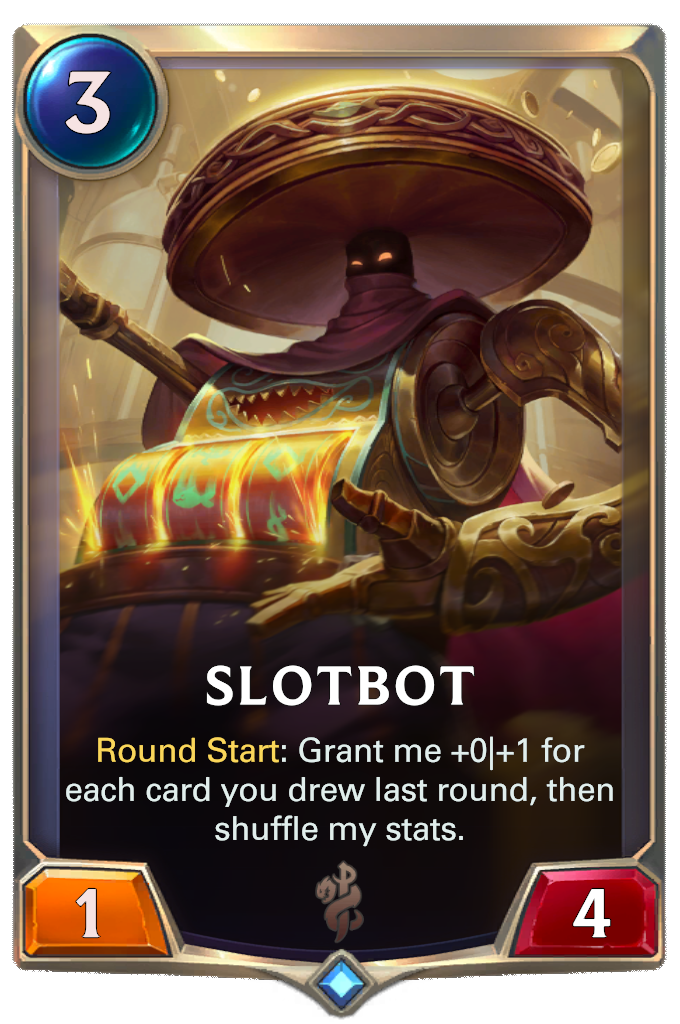 3
SLOTBOT
Round Start: Grant me +0|+1 for
each card you drew last round, then
shuffle my stats.
1
4